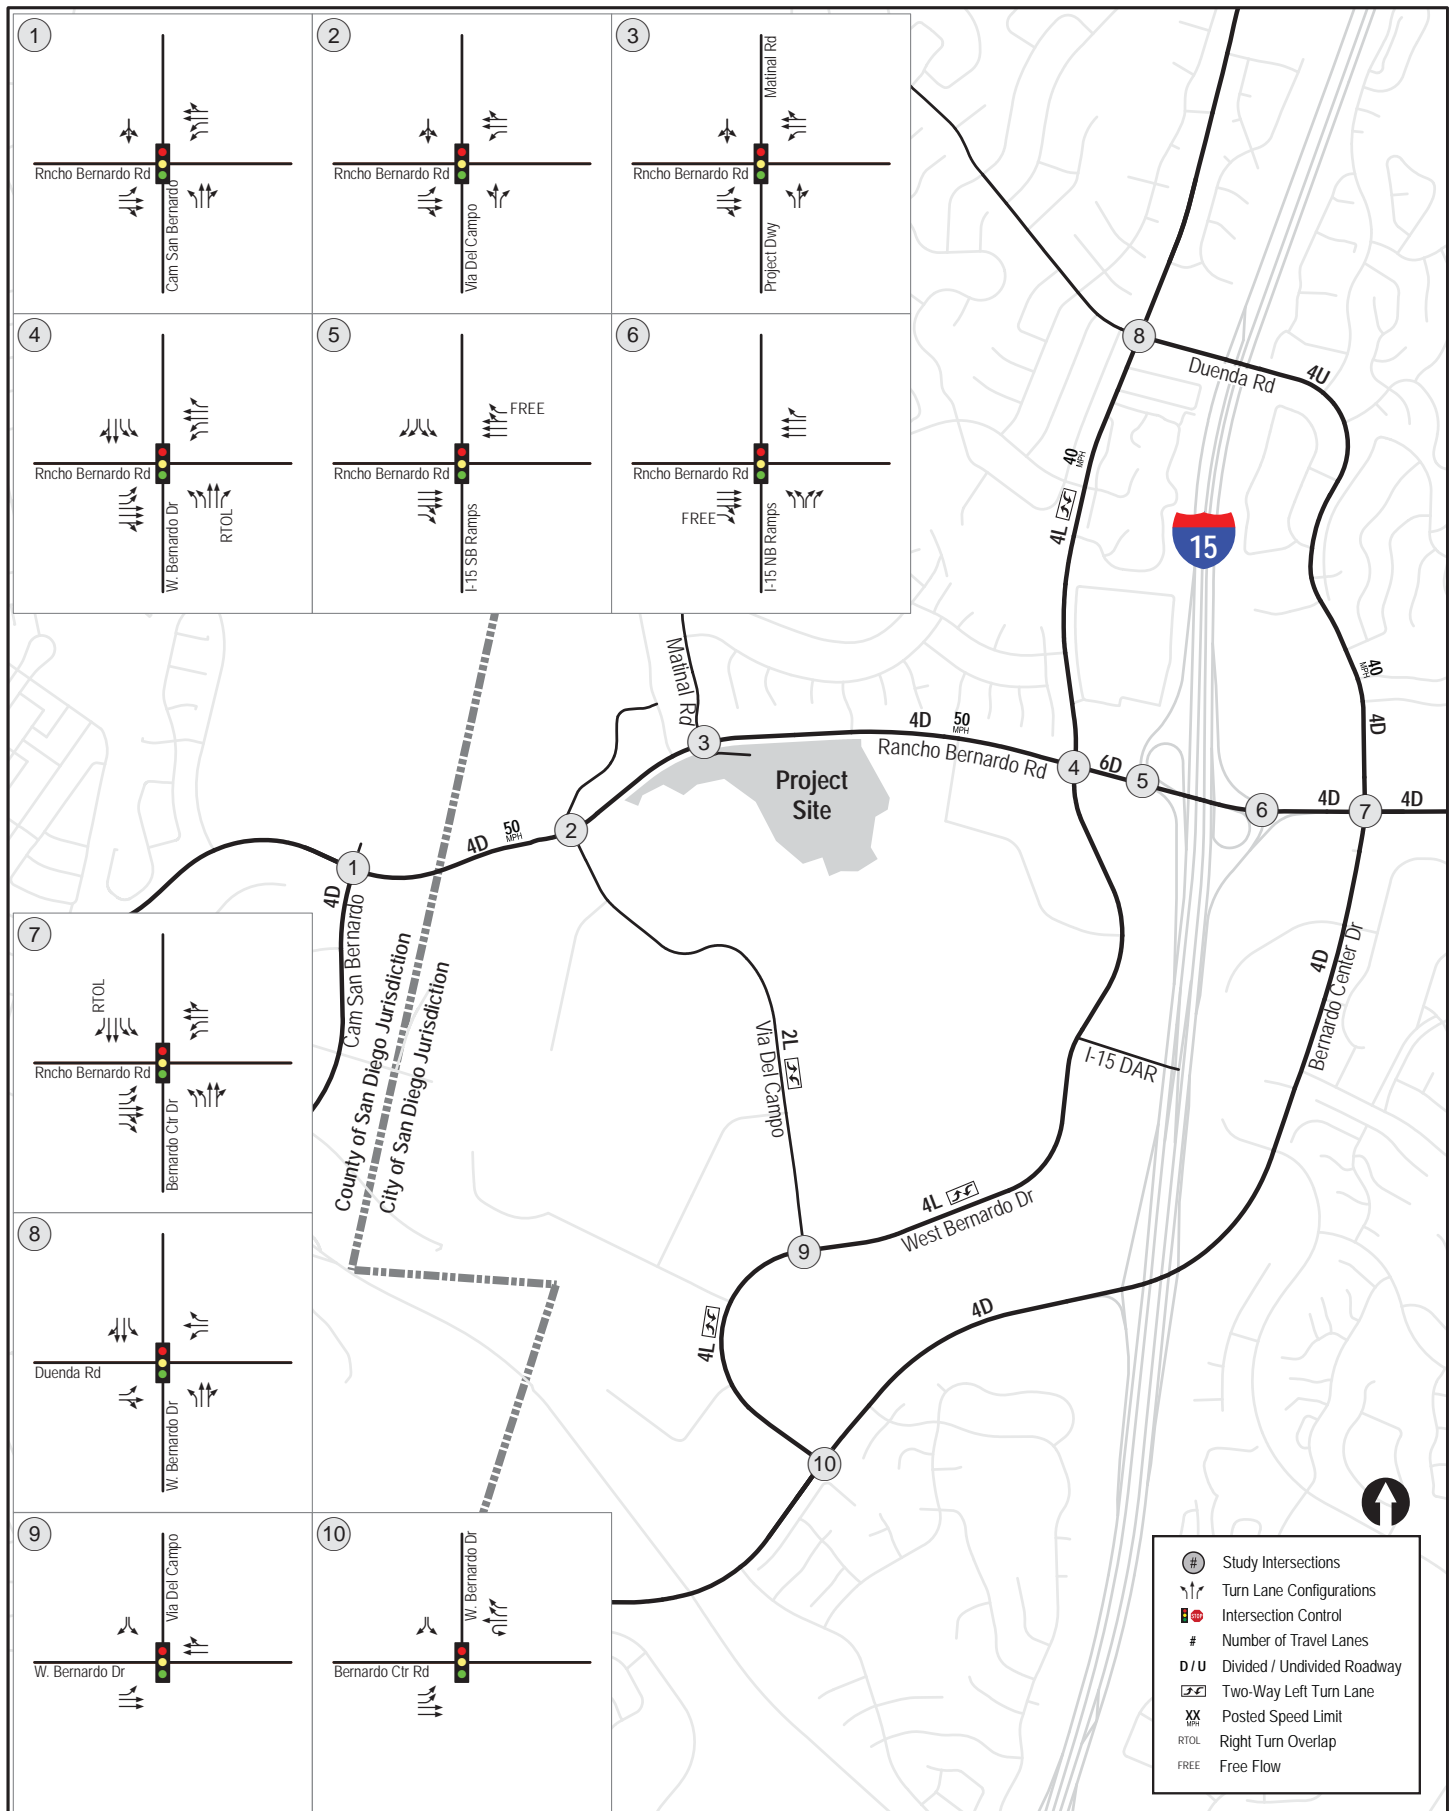 1
Rncho Bernardo Rd
Cam San Bernardo
2
Rncho Bernardo Rd
Via Del Campo
3
Matinal Rd
Rncho Bernardo Rd
Project Dwy
4
Rncho Bernardo Rd
W. Bernardo Dr
RTOL
5
FREE
Rncho Bernardo Rd
I-15 SB Ramps
6
Rncho Bernardo Rd
FREE
I-15 NB Ramps
8
Duenda Rd
4U
40
MPH
4L
15
40
MPH
4D
Matinal Rd
3
4D
50
MPH
Rancho Bernardo Rd
Project
Site
4
6D
5
6
4D
7
4D
2
4D
50
MPH
1
4D
Cam San Bernardo
County of San Diego Jurisdiction
City of San Diego Jurisdiction
2L
Via Del Campo
I-15 DAR
4D
Bernardo Center Dr
4L
West Bernardo Dr
9
4L
4D
10
7
RTOL
Rncho Bernardo Rd
Bernardo Ctr Dr
8
Duenda Rd
W. Bernardo Dr
9
Via Del Campo
W. Bernardo Dr
10
W. Bernardo Dr
Bernardo Ctr Rd
# Study Intersections
Turn Lane Configurations
STOP Intersection Control
# Number of Travel Lanes
D / U Divided / Undivided Roadway
Two-Way Left Turn Lane
XX
MPH
Posted Speed Limit
RTOL Right Turn Overlap
FREE Free Flow